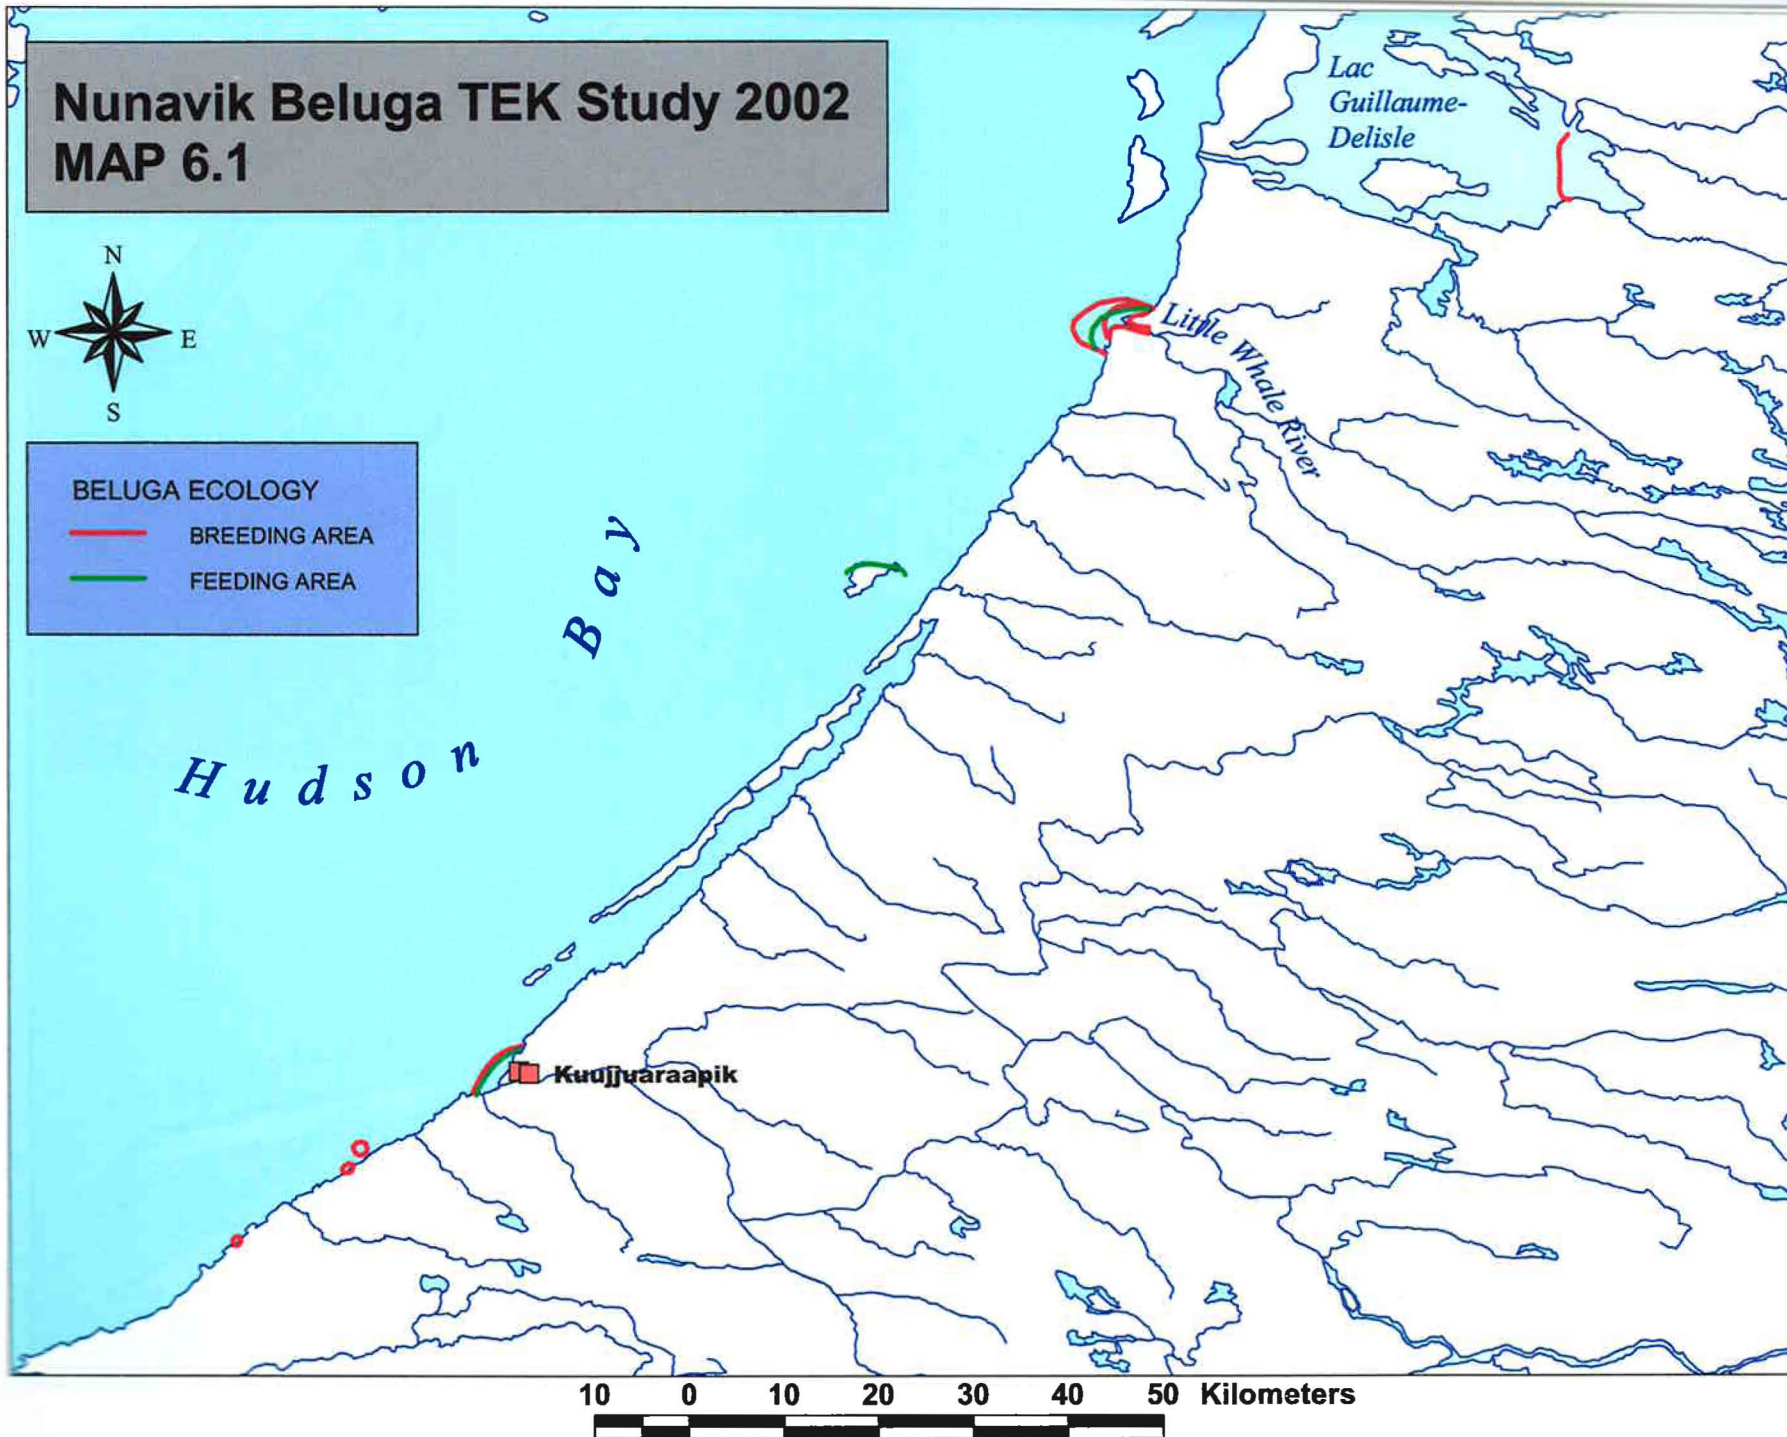 Nunavik Beluga TEK Study 2002
MAP 6.1
Lac
Guillaume-
Delisle
N
W
E
S
Little Whale River
BELUGA ECOLOGY
BREEDING AREA
FEEDING AREA
Hudson Bay
Kuujjuaraapik
10 0 10 20 30 40 50 Kilometers